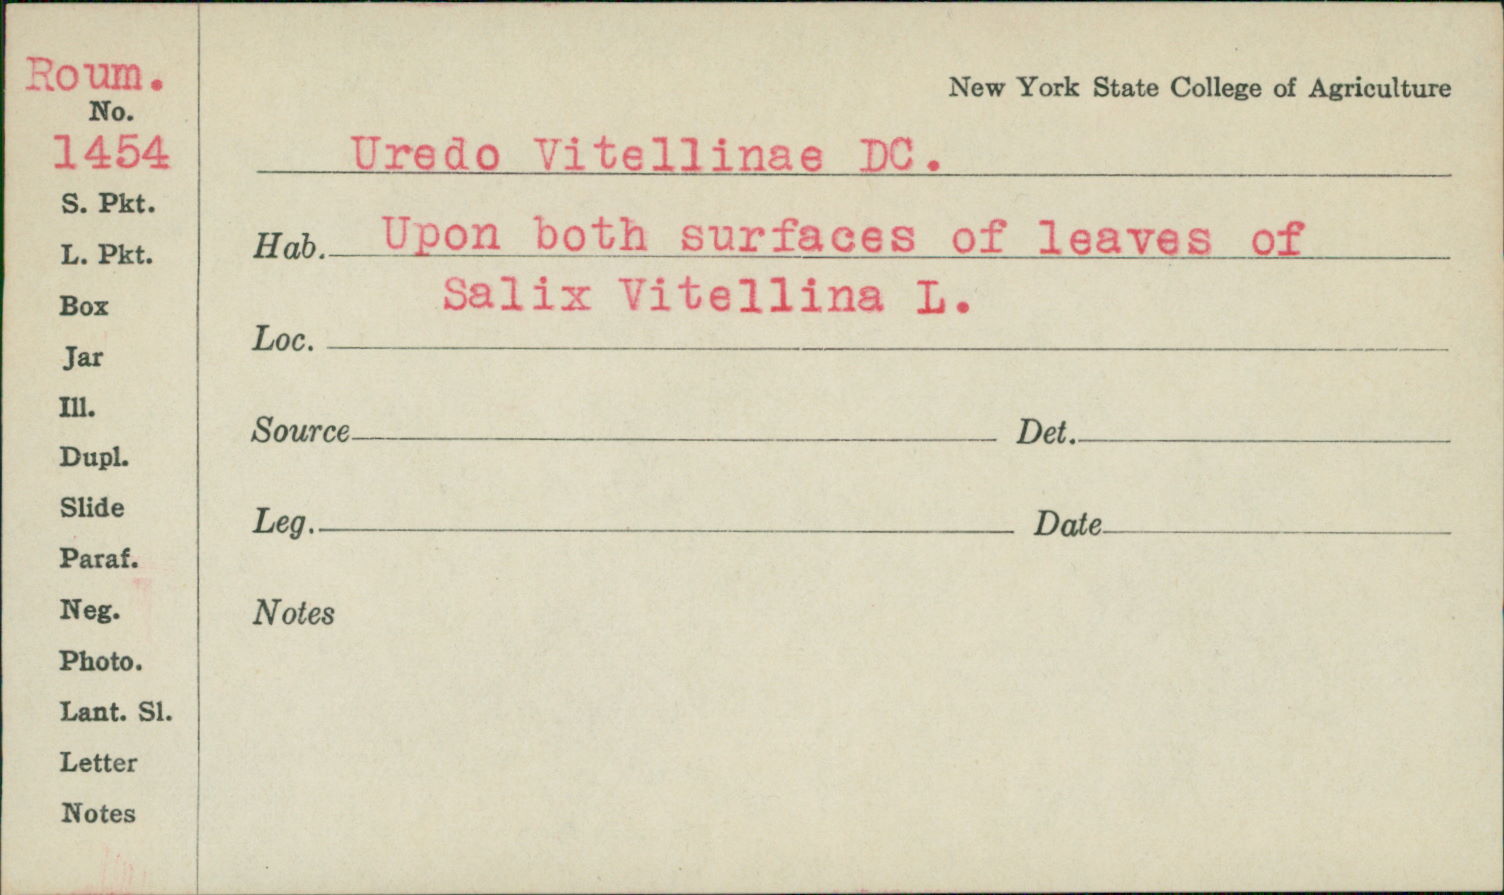 Roum.
No.
1454
S. Pkt.
L. Pkt.
Box
Jar
Ill.
Dupl.
Slide
Paraf.
Neg.
Photo.
Lant. Sl.
Letter
Notes
New York State College of Agriculture
Uredo Vitellinae DC.
Hab. Upon both surfaces of leaves of
Salix Vitellina L.
Loc.
Source Det.
Leg. Date
Notes